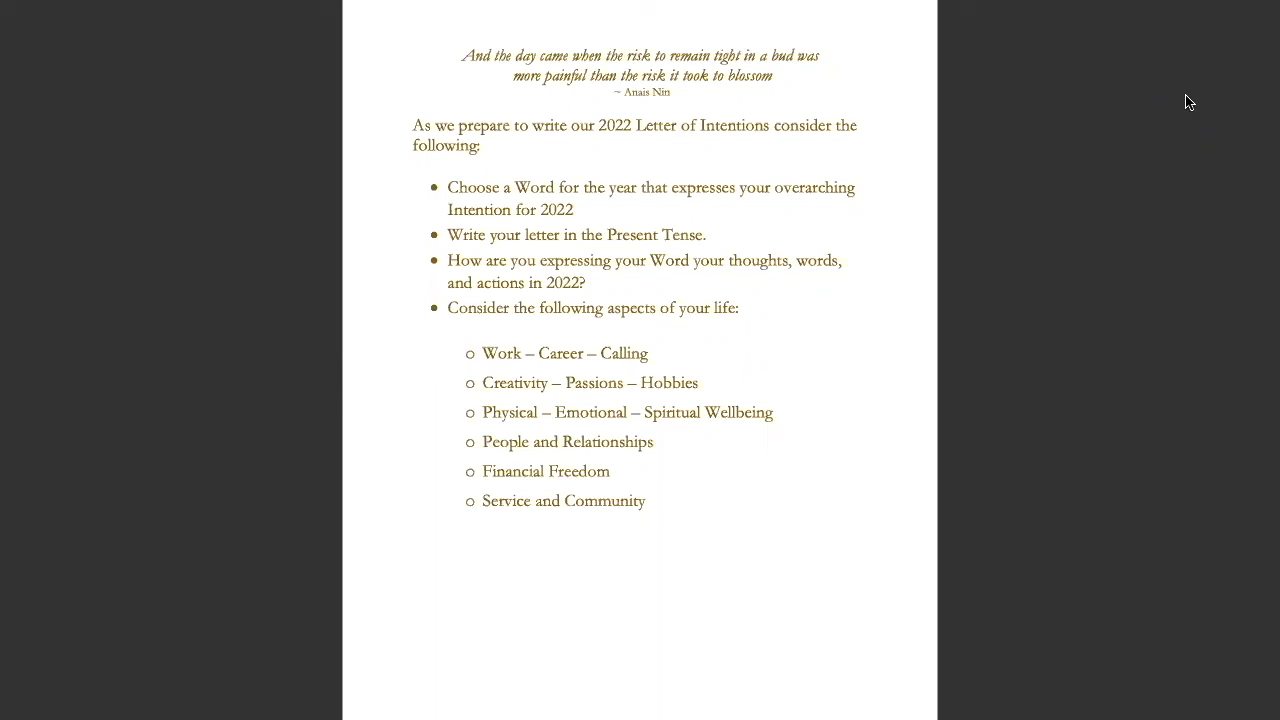 And the day came when the risk to remain tight in a bud was
more painful than the risk it took to blossom
~ Anais Nin
As we prepare to write our 2022 Letter of Intentions consider the
following:
• Choose a Word for the year that expresses your overarching
Intention for 2022
• Write your letter in the Present Tense.
• How are you expressing your Word your thoughts, words,
and actions in 2022?
• Consider the following aspects of your life:
o Work – Career – Calling
o Creativity – Passions – Hobbies
o Physical – Emotional – Spiritual Wellbeing
o People and Relationships
o Financial Freedom
o Service and Community